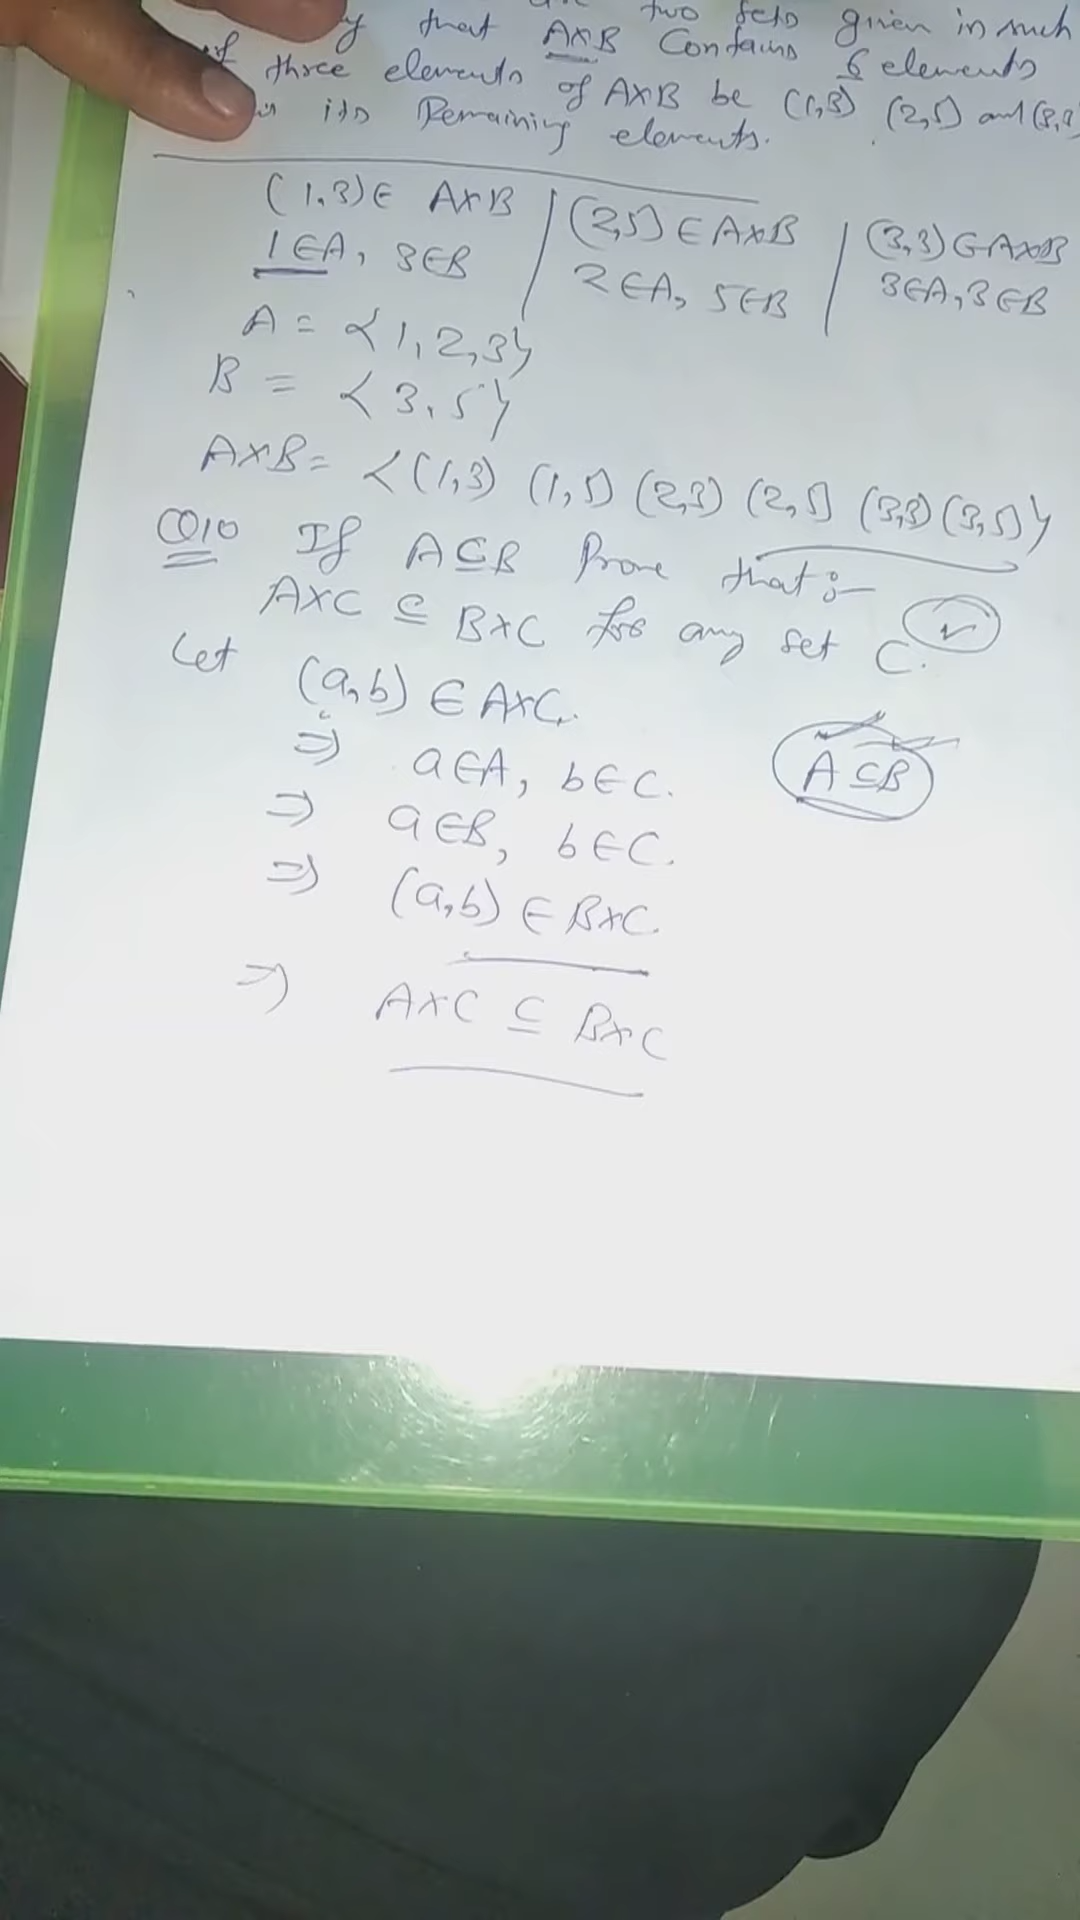 that A×B two sets given in such
three elements Contains 6 elements
of A×B be (1,3) (2,5) and (3,3)
its Remaining elements.
(1,3) ∈ A×B | (2,5) ∈ A×B | (3,3) ∈ A×B
1 ∈ A, 3 ∈ B | 2 ∈ A, 5 ∈ B | 3 ∈ A, 3 ∈ B
A = {1, 2, 3}
B = {3, 5}
A×B = {(1,3) (1,5) (2,3) (2,5) (3,3) (3,5)}
Q10 If A ⊆ B Prove that :-
A×C ⊆ B×C for any set C.
Let (a,b) ∈ A×C.
⇒ a ∈ A, b ∈ C.
A ⊆ B
⇒ a ∈ B, b ∈ C.
⇒ (a,b) ∈ B×C.
⇒ A×C ⊆ B×C